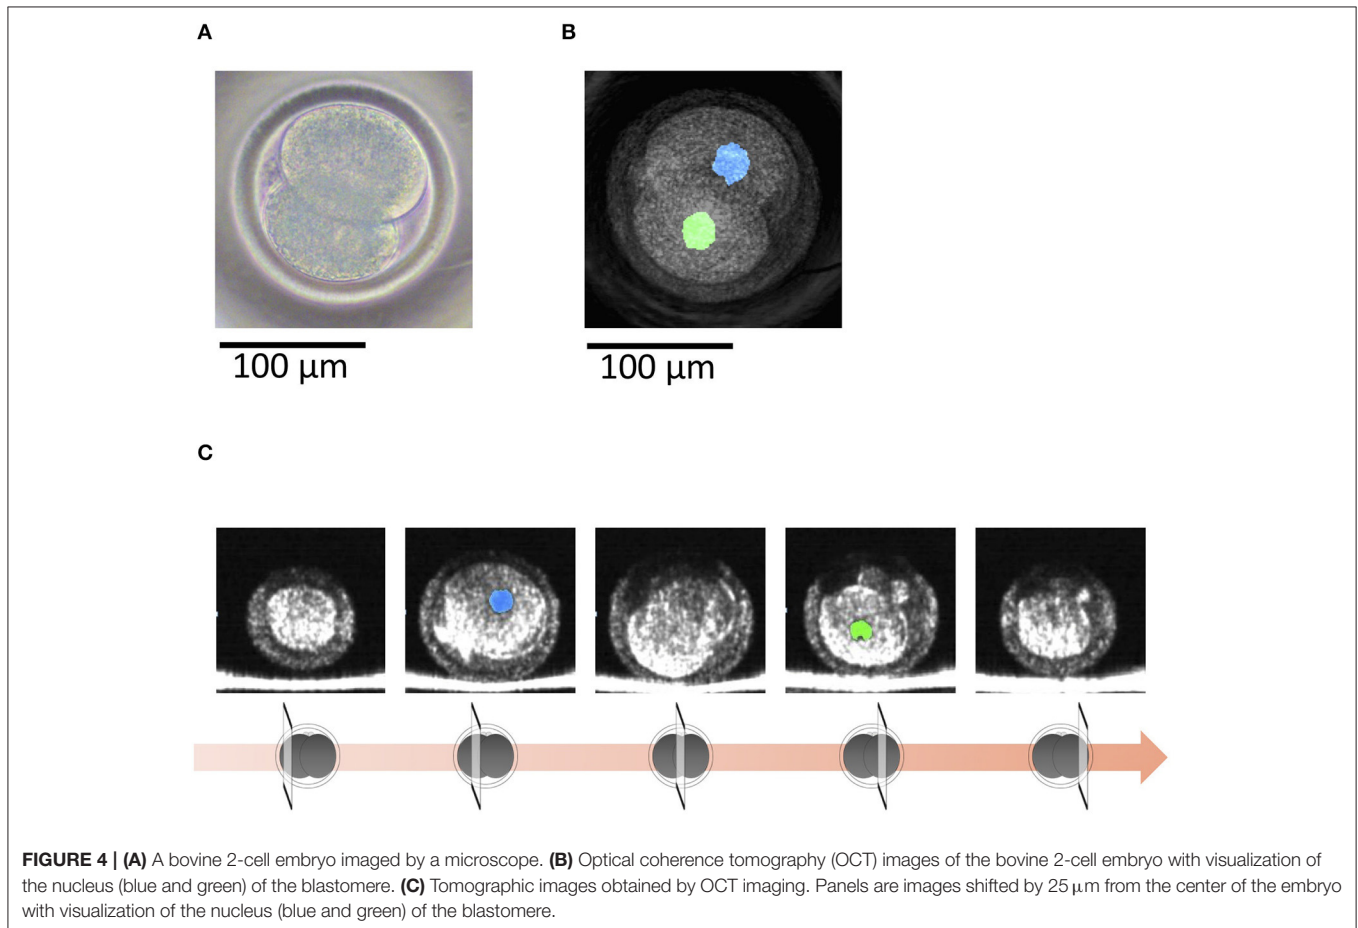 A
B
100 μm
100 μm
C
FIGURE 4 | (A) A bovine 2-cell embryo imaged by a microscope. (B) Optical coherence tomography (OCT) images of the bovine 2-cell embryo with visualization of
the nucleus (blue and green) of the blastomere. (C) Tomographic images obtained by OCT imaging. Panels are images shifted by 25 μm from the center of the embryo
with visualization of the nucleus (blue and green) of the blastomere.